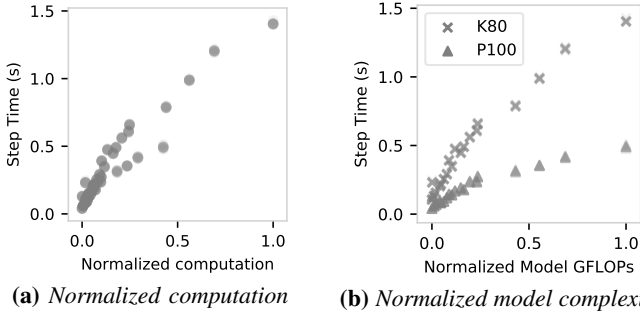 1.5
1.0
0.5
0.0
Step Time (s)
0.0 0.5 1.0
Normalized computation
(a) Normalized computation
K80
P100
1.5
1.0
0.5
0.0
Step Time (s)
0.0 0.5 1.0
Normalized Model GFLOPs
(b) Normalized model